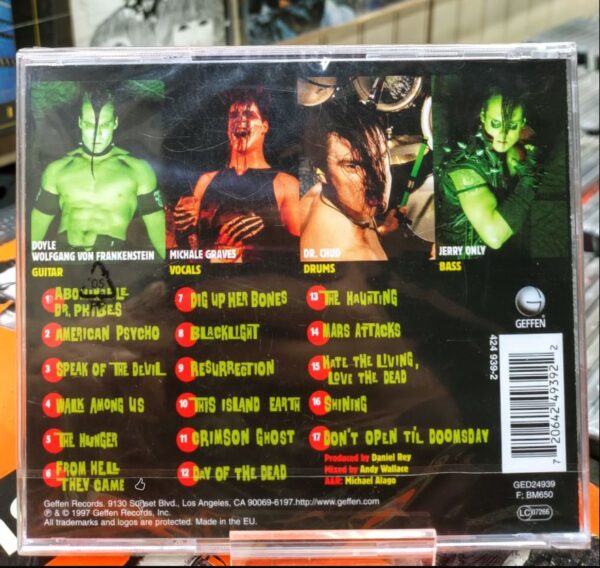 DOYLE
WOLFGANG VON FRANKENSTEIN
GUITAR
MICHALE GRAVES
VOCALS
DR. CHUD
DRUMS
JERRY ONLY
BASS
1 ABOMINABLE
DR. PHIBES
2 AMERICAN PSYCHO
3 SPEAK OF THE DEVIL
4 WALK AMONG US
5 THE HUNGER
6 FROM HELL
THEY CAME
7 DIG UP HER BONES
8 BLACKLIGHT
9 RESURRECTION
10 THIS ISLAND EARTH
11 CRIMSON GHOST
12 DAY OF THE DEAD
13 THE HAUNTING
14 MARS ATTACKS
15 HATE THE LIVING,
LOVE THE DEAD
16 SHINING
17 DON'T OPEN 'TIL DOOMSDAY
Produced by Daniel Rey
Mixed by Andy Wallace
A&R: Michael Alago
G
GEFFEN
424 939-2
7 20642 49392 2
GED24939
F: BM650
LC 07266
Geffen Records. 9130 Sunset Blvd., Los Angeles, CA 90069-6197.http://www.geffen.com/
℗ & © 1997 Geffen Records, Inc.
All trademarks and logos are protected. Made in the EU.